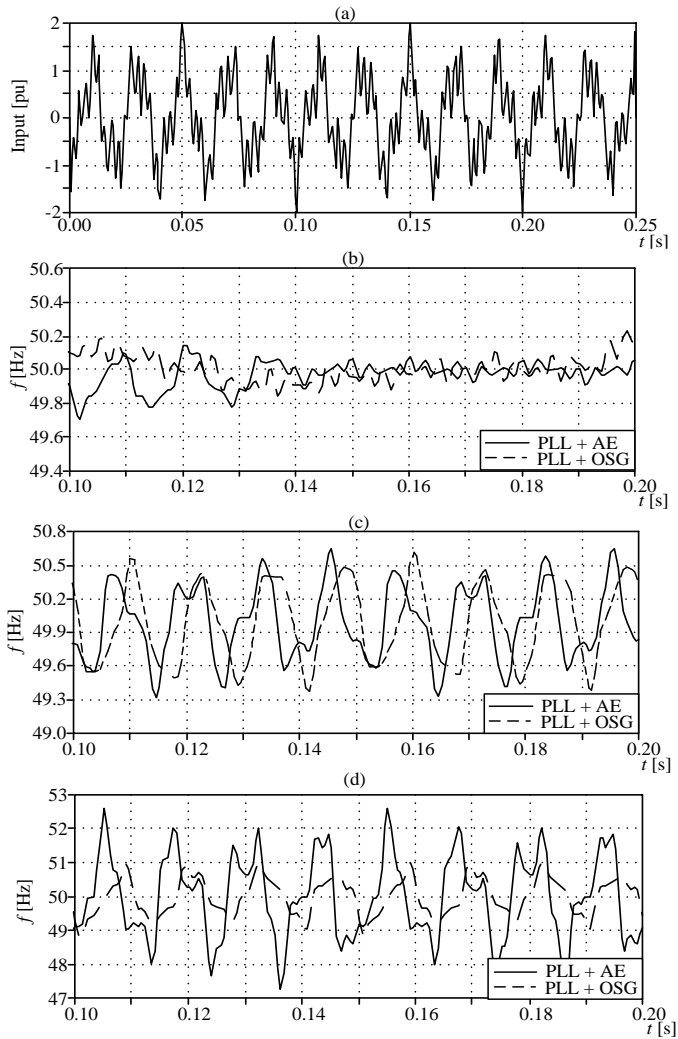 (a)
Input [pu]
2
1
0
-1
-2
0.00 0.05 0.10 0.15 0.20 0.25
t [s]
(b)
f [Hz]
50.6
50.4
50.2
50.0
49.8
49.6
49.4
PLL + AE
PLL + OSG
0.10 0.12 0.14 0.16 0.18 0.20
t [s]
(c)
f [Hz]
50.8
50.5
50.2
49.9
49.6
49.3
49.0
PLL + AE
PLL + OSG
0.10 0.12 0.14 0.16 0.18 0.20
t [s]
(d)
f [Hz]
53
52
51
50
49
48
47
PLL + AE
PLL + OSG
0.10 0.12 0.14 0.16 0.18 0.20
t [s]